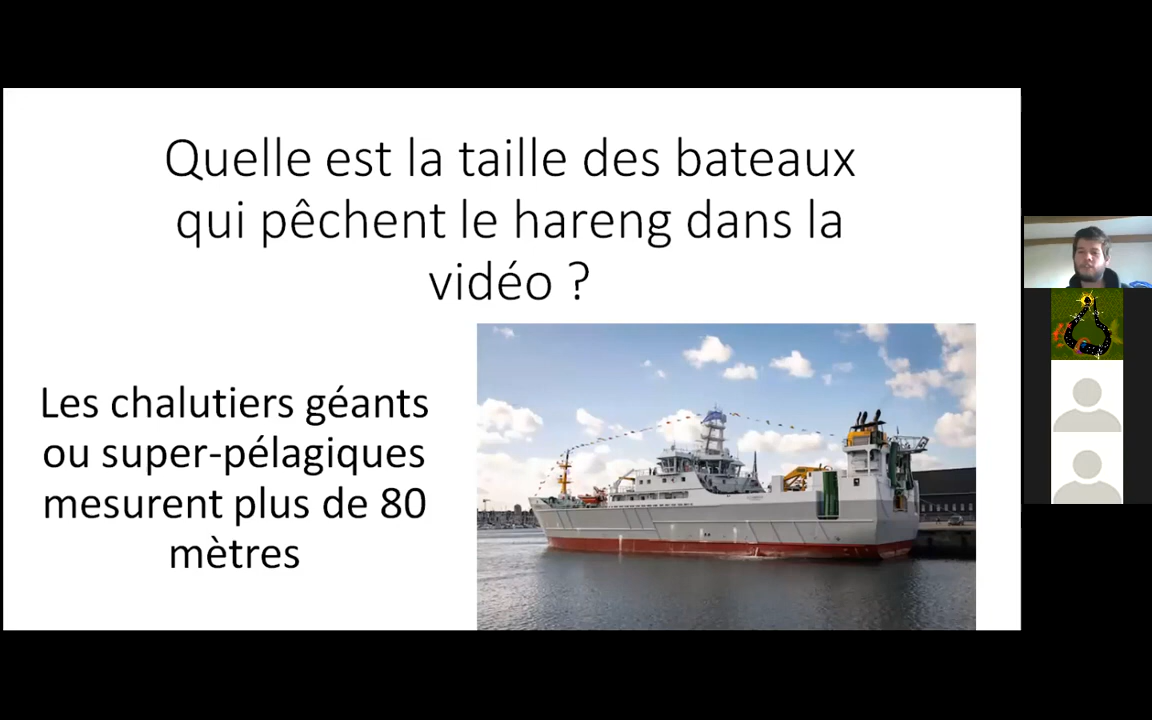 Quelle est la taille des bateaux
qui pêchent le hareng dans la
vidéo ?
Les chalutiers géants
ou super-pélagiques
mesurent plus de 80
mètres